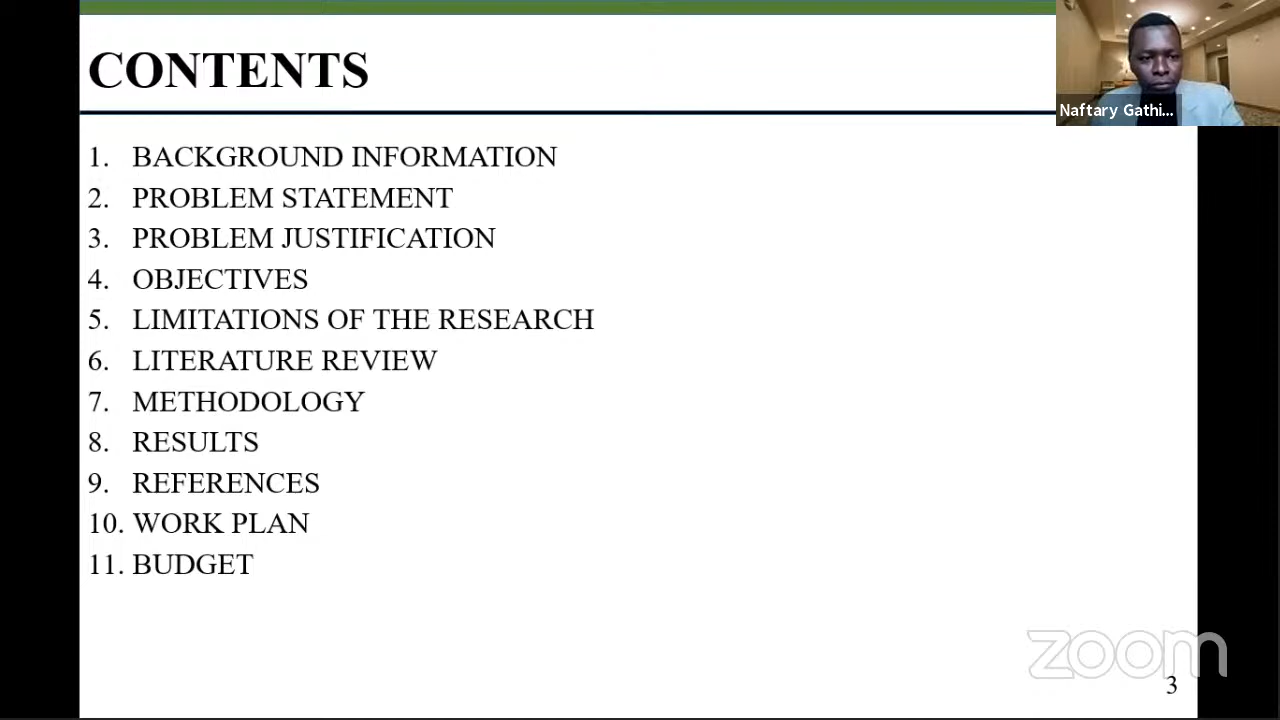 CONTENTS
Naftary Gathi...
1. BACKGROUND INFORMATION
2. PROBLEM STATEMENT
3. PROBLEM JUSTIFICATION
4. OBJECTIVES
5. LIMITATIONS OF THE RESEARCH
6. LITERATURE REVIEW
7. METHODOLOGY
8. RESULTS
9. REFERENCES
10. WORK PLAN
11. BUDGET
zoom
3